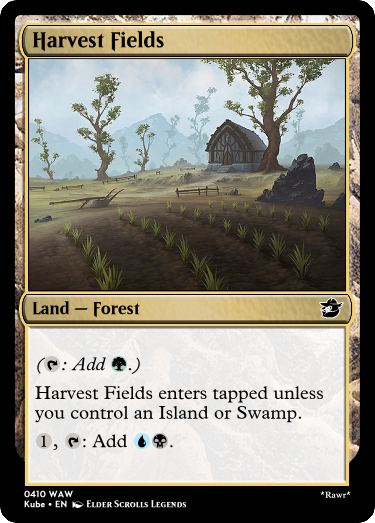 Harvest Fields
Land — Forest
(T: Add G.)
Harvest Fields enters tapped unless
you control an Island or Swamp.
1, T: Add UB.
0410 WAW
Kube • EN Elder Scrolls Legends
*Rawr*